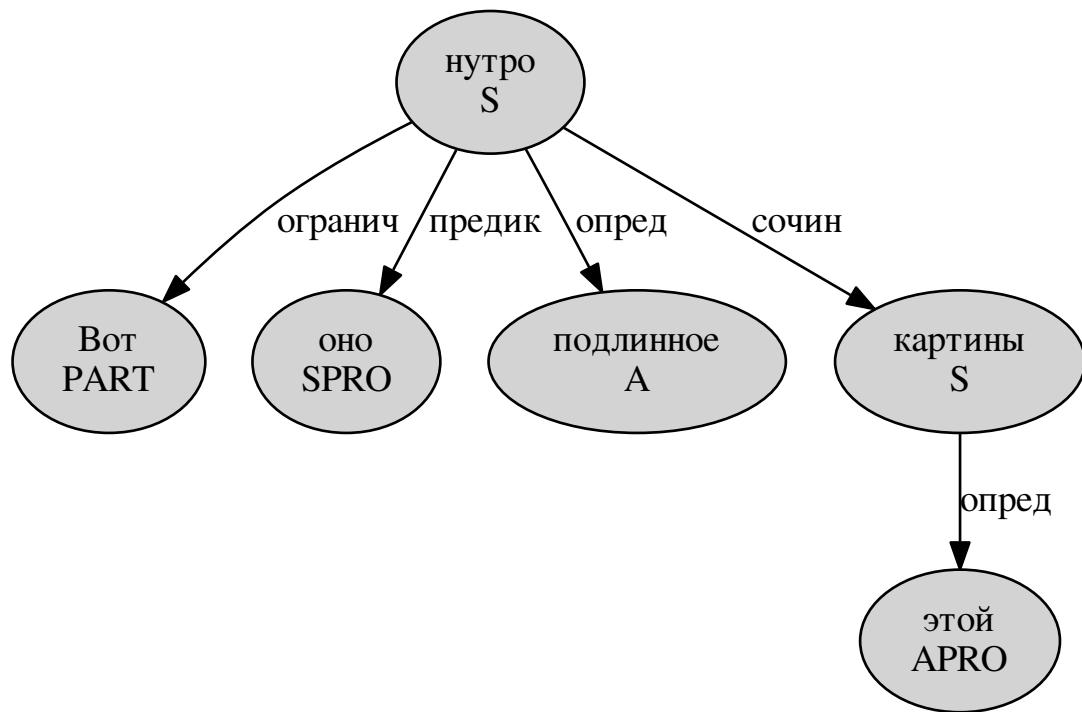 нутро
S
огранич
предик
опред
сочин
Вот
PART
оно
SPRO
подлинное
A
картины
S
опред
этой
APRO